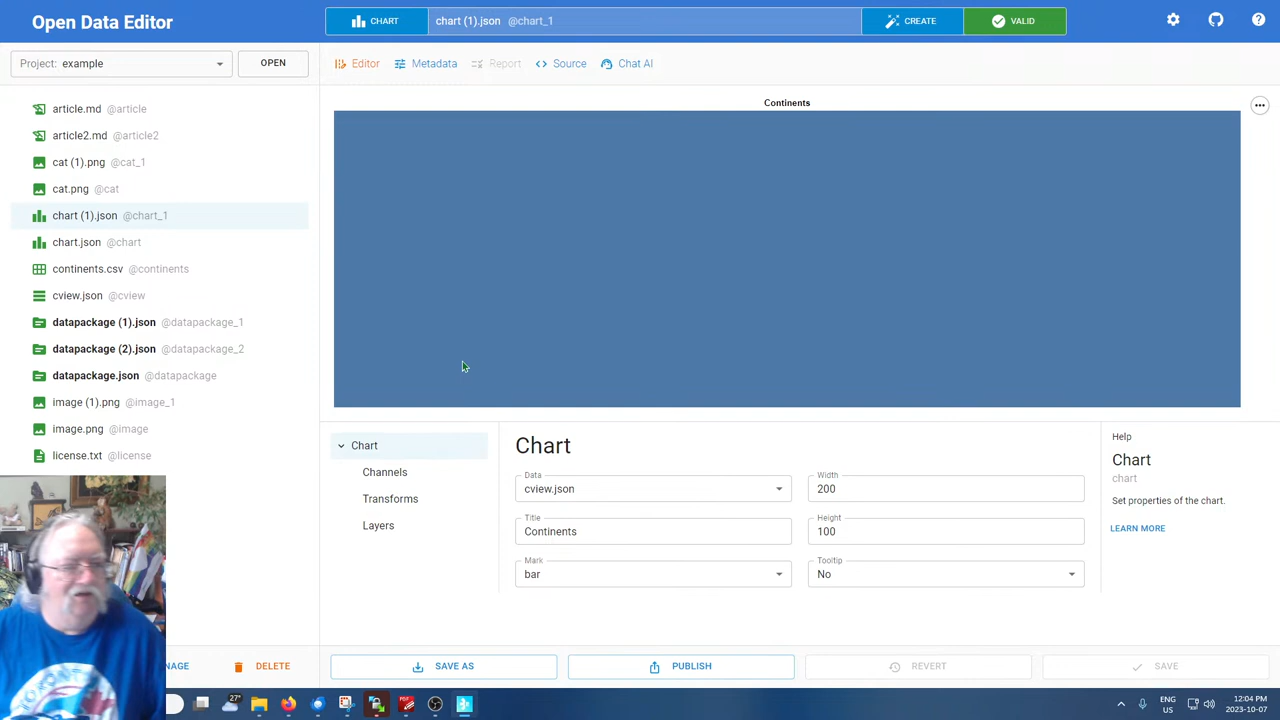 Open Data Editor
CHART
chart (1).json @chart_1
CREATE
VALID
Project: example
OPEN
Editor
Metadata
Report
Source
Chat AI
article.md @article
article2.md @article2
cat (1).png @cat_1
cat.png @cat
chart (1).json @chart_1
chart.json @chart
continents.csv @continents
cview.json @cview
datapackage (1).json @datapackage_1
datapackage (2).json @datapackage_2
datapackage.json @datapackage
image (1).png @image_1
image.png @image
license.txt @license
Continents
Chart
Channels
Transforms
Layers
Chart
Data
cview.json
Width
200
Title
Continents
Height
100
Mark
bar
Tooltip
No
Help
Chart
chart
Set properties of the chart.
LEARN MORE
NAGE
DELETE
SAVE AS
PUBLISH
REVERT
SAVE
27°
ENG
US
12:04 PM
2023-10-07